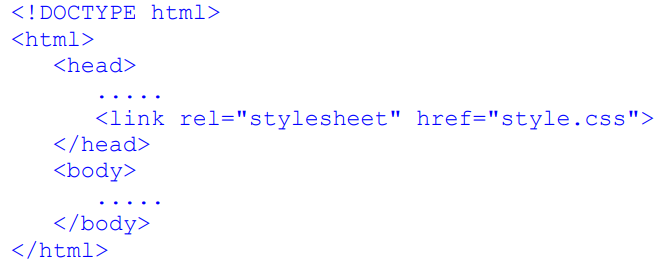 <!DOCTYPE html>
<html>
<head>
.....
<link rel="stylesheet" href="style.css">
</head>
<body>
.....
</body>
</html>